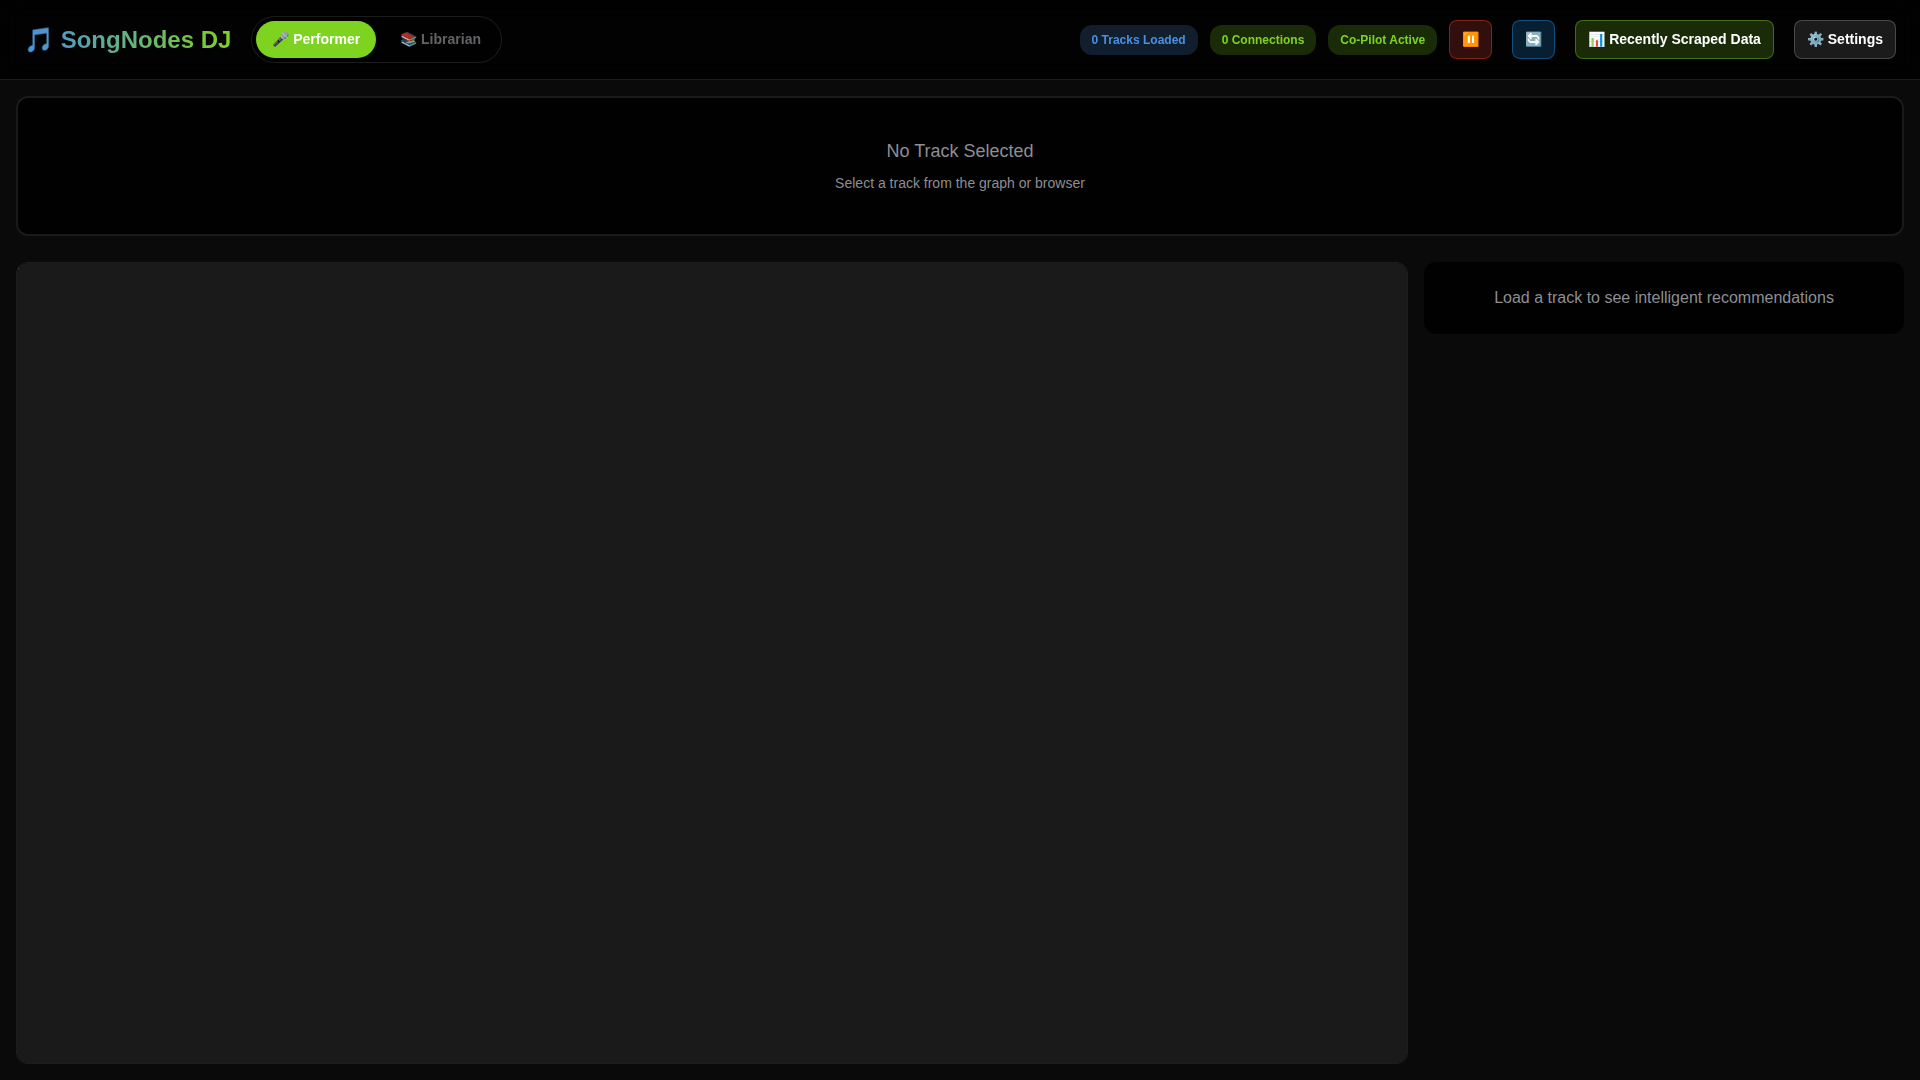 🎵 SongNodes DJ
🎤 Performer
📚 Librarian
0 Tracks Loaded
0 Connections
Co-Pilot Active
⏸️
🔄
📊 Recently Scraped Data
⚙️ Settings
No Track Selected
Select a track from the graph or browser
Load a track to see intelligent recommendations